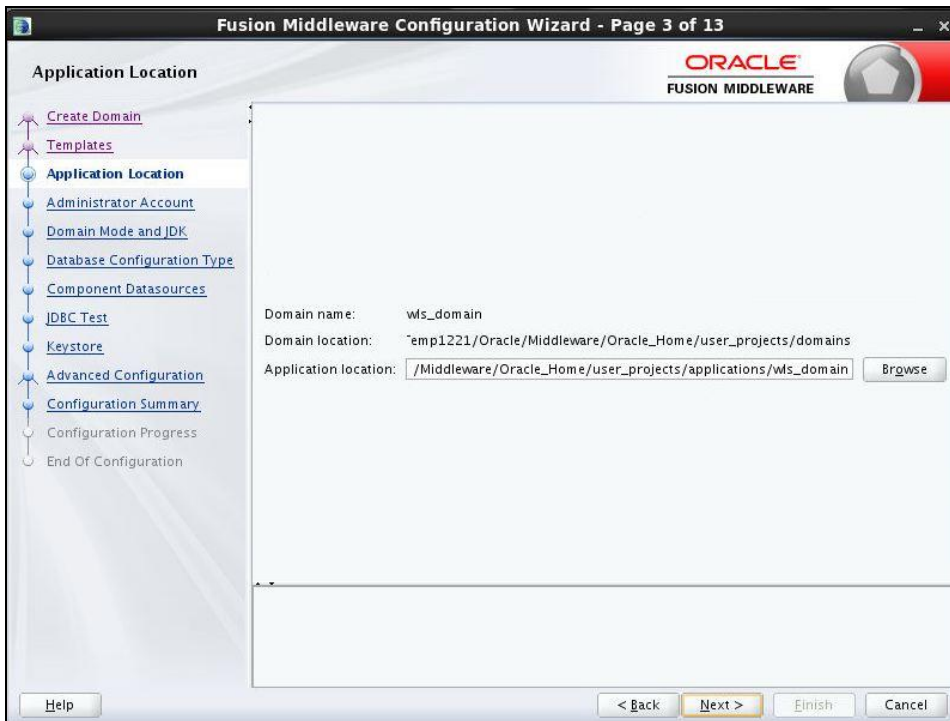 Fusion Middleware Configuration Wizard - Page 3 of 13
Application Location
ORACLE
FUSION MIDDLEWARE
Create Domain
Templates
Application Location
Administrator Account
Domain Mode and JDK
Database Configuration Type
Component Datasources
JDBC Test
Keystore
Advanced Configuration
Configuration Summary
Configuration Progress
End Of Configuration
Domain name: wls_domain
Domain location: emp1221/Oracle/Middleware/Oracle_Home/user_projects/domains
Application location: /Middleware/Oracle_Home/user_projects/applications/wls_domain Browse
Help < Back Next > Finish Cancel